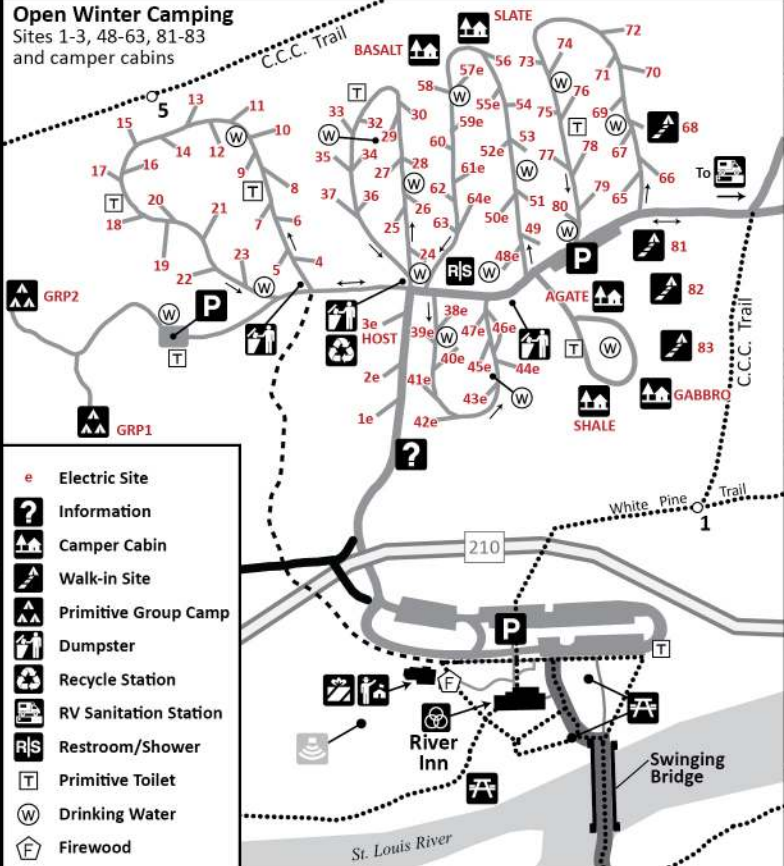 Open Winter Camping
Sites 1-3, 48-63, 81-83
and camper cabins
C.C.C. Trail
5
BASALT
SLATE
15
13
11
10
14
12
W
16
17
9
8
T
T
18
20
21
7
6
19
22
23
5
4
W
T
33
32
30
W
29
35
34
28
27
W
37
36
26
25
24
W
58
57e
56
W
55e
54
59e
60
53
52e
W
61e
62
51
64e
50e
63
49
48e
R|S
W
73
74
72
W
71
70
76
75
69
T
W
68
78
67
77
66
79
65
80
W
To
P
81
82
83
AGATE
T
W
SHALE
GABBRO
C.C.C. Trail
GRP2
GRP1
W
P
T
3e
HOST
2e
1e
38e
39e
W
47e
46e
40e
45e
44e
41e
43e
W
42e
?
White Pine Trail
1
210
P
T
F
River
Inn
Swinging
Bridge
St. Louis River
e Electric Site
? Information
Camper Cabin
Walk-in Site
Primitive Group Camp
Dumpster
Recycle Station
RV Sanitation Station
R|S Restroom/Shower
T Primitive Toilet
W Drinking Water
F Firewood